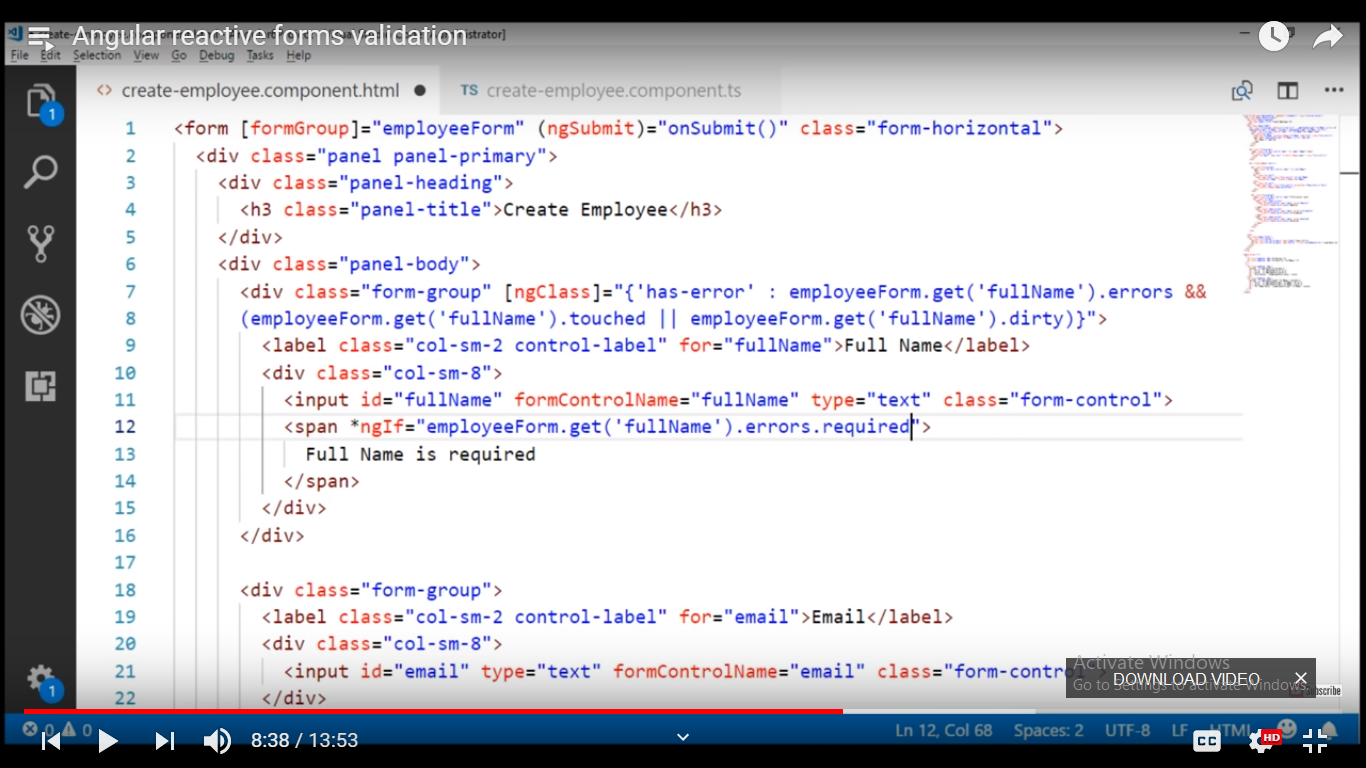 Angular reactive forms validation
File Edit Selection View Go Debug Tasks Help
<> create-employee.component.html ● TS create-employee.component.ts
1 <form [formGroup]="employeeForm" (ngSubmit)="onSubmit()" class="form-horizontal">
2 <div class="panel panel-primary">
3 <div class="panel-heading">
4 <h3 class="panel-title">Create Employee</h3>
5 </div>
6 <div class="panel-body">
7 <div class="form-group" [ngClass]="{'has-error' : employeeForm.get('fullName').errors &&
8 (employeeForm.get('fullName').touched || employeeForm.get('fullName').dirty)}">
9 <label class="col-sm-2 control-label" for="fullName">Full Name</label>
10 <div class="col-sm-8">
11 <input id="fullName" formControlName="fullName" type="text" class="form-control">
12 <span *ngIf="employeeForm.get('fullName').errors.required">
13 Full Name is required
14 </span>
15 </div>
16 </div>
17
18 <div class="form-group">
19 <label class="col-sm-2 control-label" for="email">Email</label>
20 <div class="col-sm-8">
21 <input id="email" type="text" formControlName="email" class="form-contro
22 </div>
1
1
Activate Windows
Go to Settings to activate Windows.
DOWNLOAD VIDEO ×
0 0 Ln 12, Col 68 Spaces: 2 UTF-8 LF HTML
8:38 / 13:53 CC HD